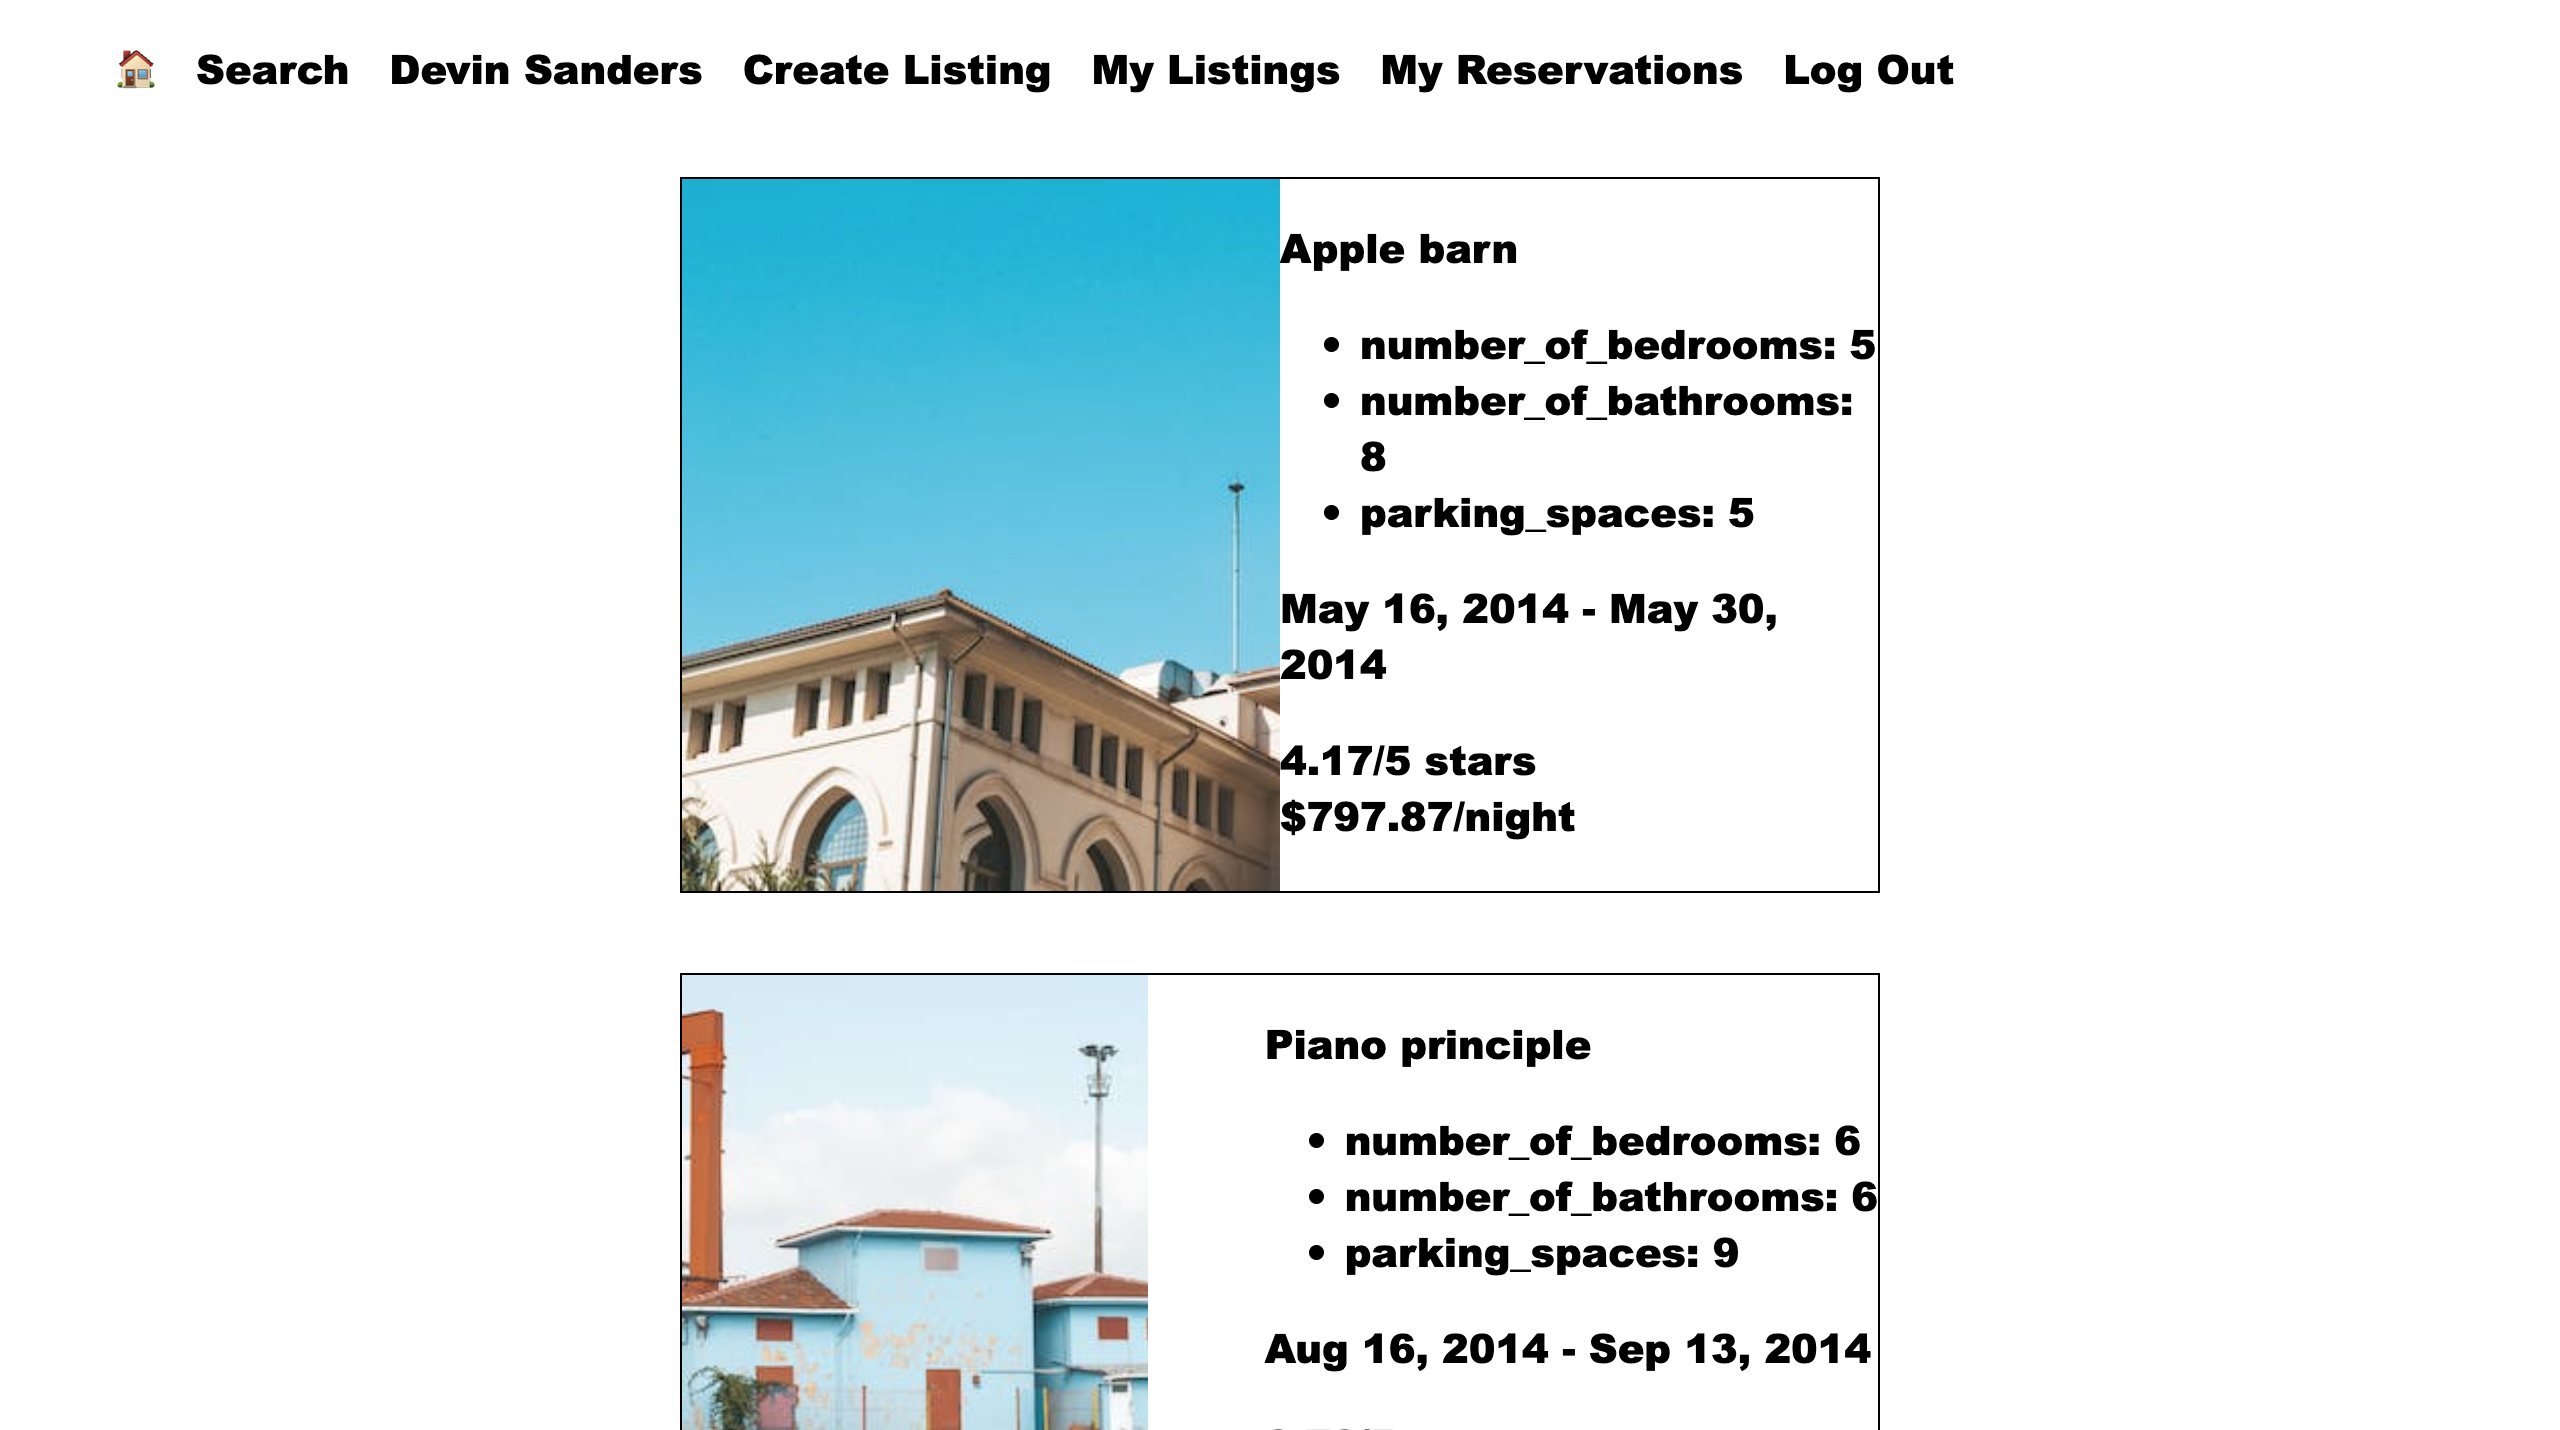 Search Devin Sanders Create Listing My Listings My Reservations Log Out
Apple barn
number_of_bedrooms: 5
number_of_bathrooms:
8
parking_spaces: 5
May 16, 2014 - May 30,
2014
4.17/5 stars
$797.87/night
Piano principle
number_of_bedrooms: 6
number_of_bathrooms: 6
parking_spaces: 9
Aug 16, 2014 - Sep 13, 2014